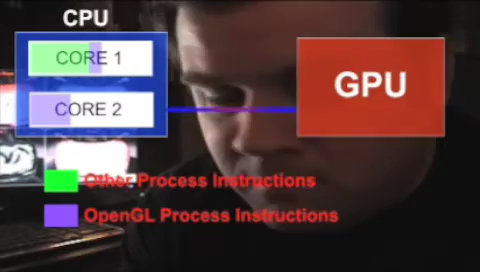 CPU
CORE 1
CORE 2
GPU
Other Process Instructions
OpenGL Process Instructions